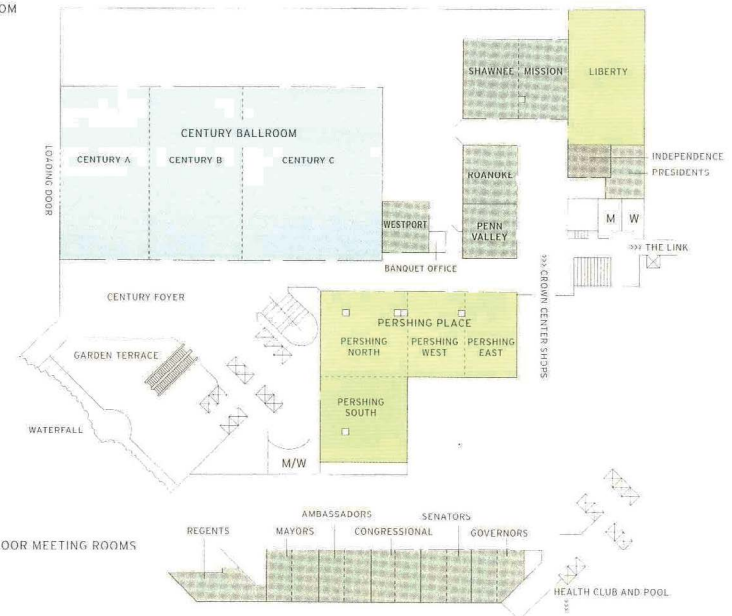 OM
SHAWNEE
MISSION
LIBERTY
CENTURY BALLROOM
CENTURY A
CENTURY B
CENTURY C
LOADING DOOR
INDEPENDENCE
PRESIDENTS
ROANOKE
WESTPORT
PENN
VALLEY
M
W
>>> THE LINK
BANQUET OFFICE
>>> CROWN CENTER SHOPS
CENTURY FOYER
PERSHING PLACE
PERSHING
NORTH
PERSHING
WEST
PERSHING
EAST
GARDEN TERRACE
PERSHING
SOUTH
WATERFALL
M/W
AMBASSADORS
SENATORS
REGENTS
MAYORS
CONGRESSIONAL
GOVERNORS
OOR MEETING ROOMS
HEALTH CLUB AND POOL
>>>